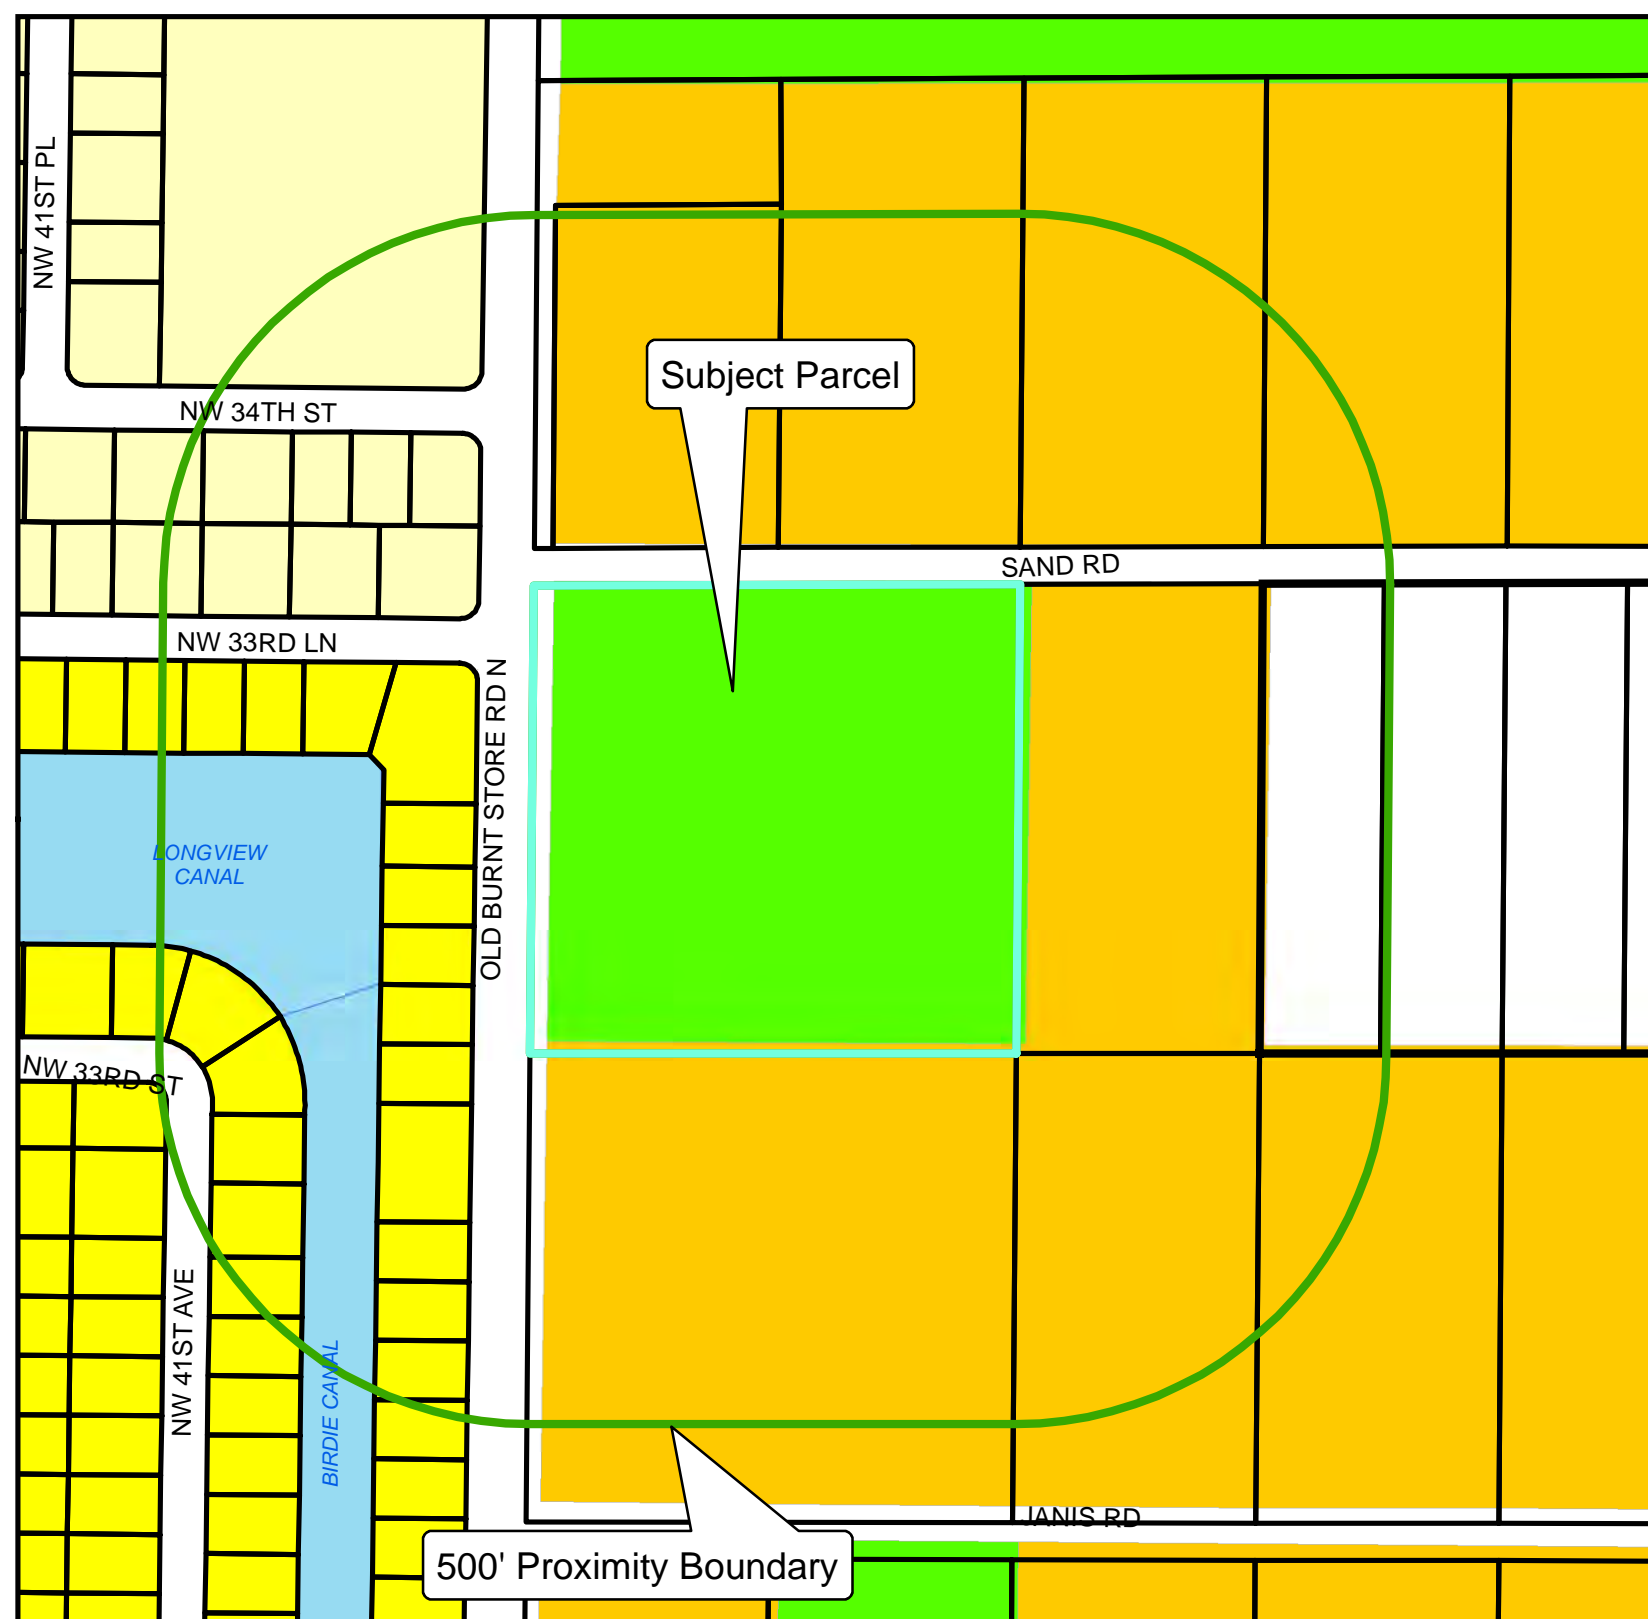 NW 41ST PL
Subject Parcel
NW 34TH ST
SAND RD
NW 33RD LN
OLD BURNT STORE RD N
LONGVIEW
CANAL
NW 33RD ST
NW 41ST AVE
BIRDIE CANAL
JANIS RD
500' Proximity Boundary